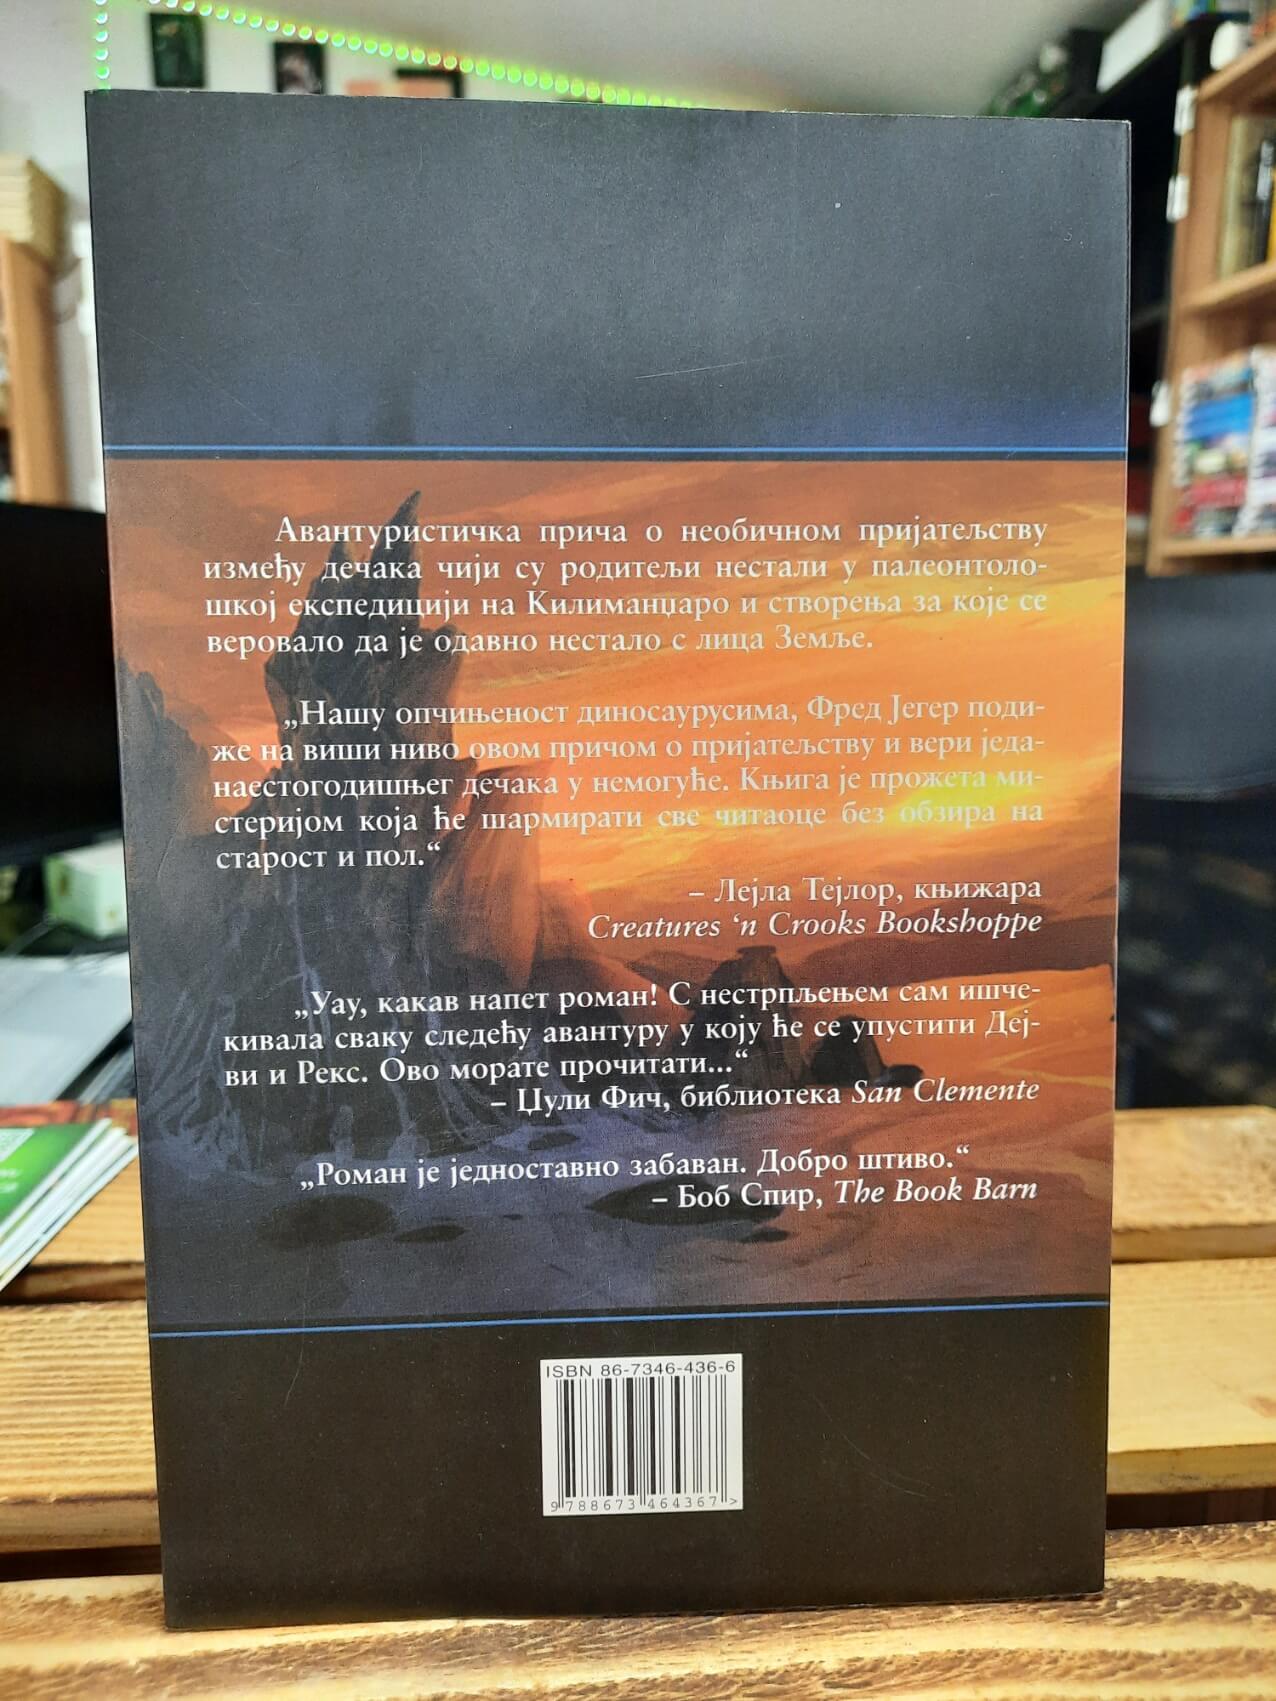 Авантуристичка прича о необичном пријатељству
између дечака чији су родитељи нестали у палеонтоло-
шкој експедицији на Килиманџаро и створења за које се
веровало да је одавно нестало с лица Земље.
„Нашу опчињеност диносаурусима, Фред Јегер поди-
же на виши ниво овом причом о пријатељству и вери једа-
наестогодишњег дечака у немогуће. Књига је прожета ми-
стеријом која ће шармирати све читаоце без обзира на
старост и пол.“
– Лејла Тејлор, књижара
Creatures ‘n Crooks Bookshoppe
„Уау, какав напет роман! С нестрпљењем сам ишче-
кивала сваку следећу авантуру у коју ће се упустити Деј-
ви и Рекс. Ово морате прочитати...“
– Џули Фич, библиотека San Clemente
„Роман је једноставно забаван. Добро штиво.“
– Боб Спир, The Book Barn
ISBN 86-7346-436-6
9 788673 464367 >